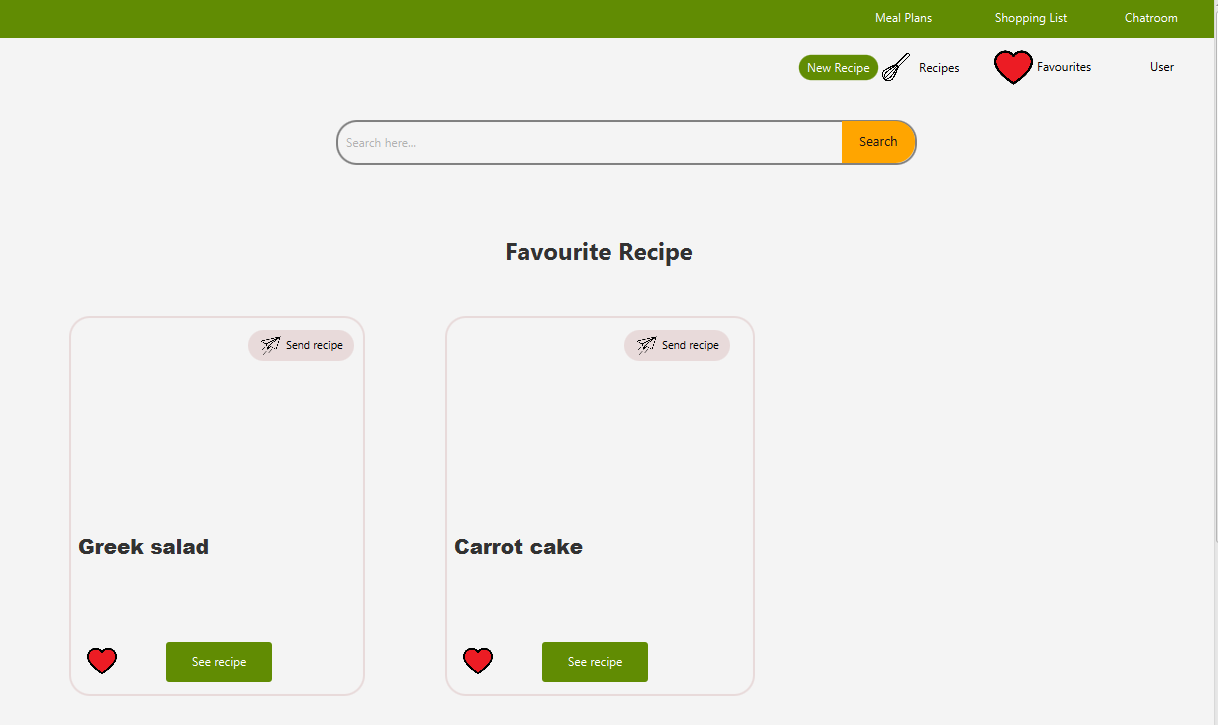 Meal Plans Shopping List Chatroom
New Recipe Recipes Favourites User
Search here... Search
Favourite Recipe
Send recipe Send recipe
Greek salad Carrot cake
See recipe See recipe